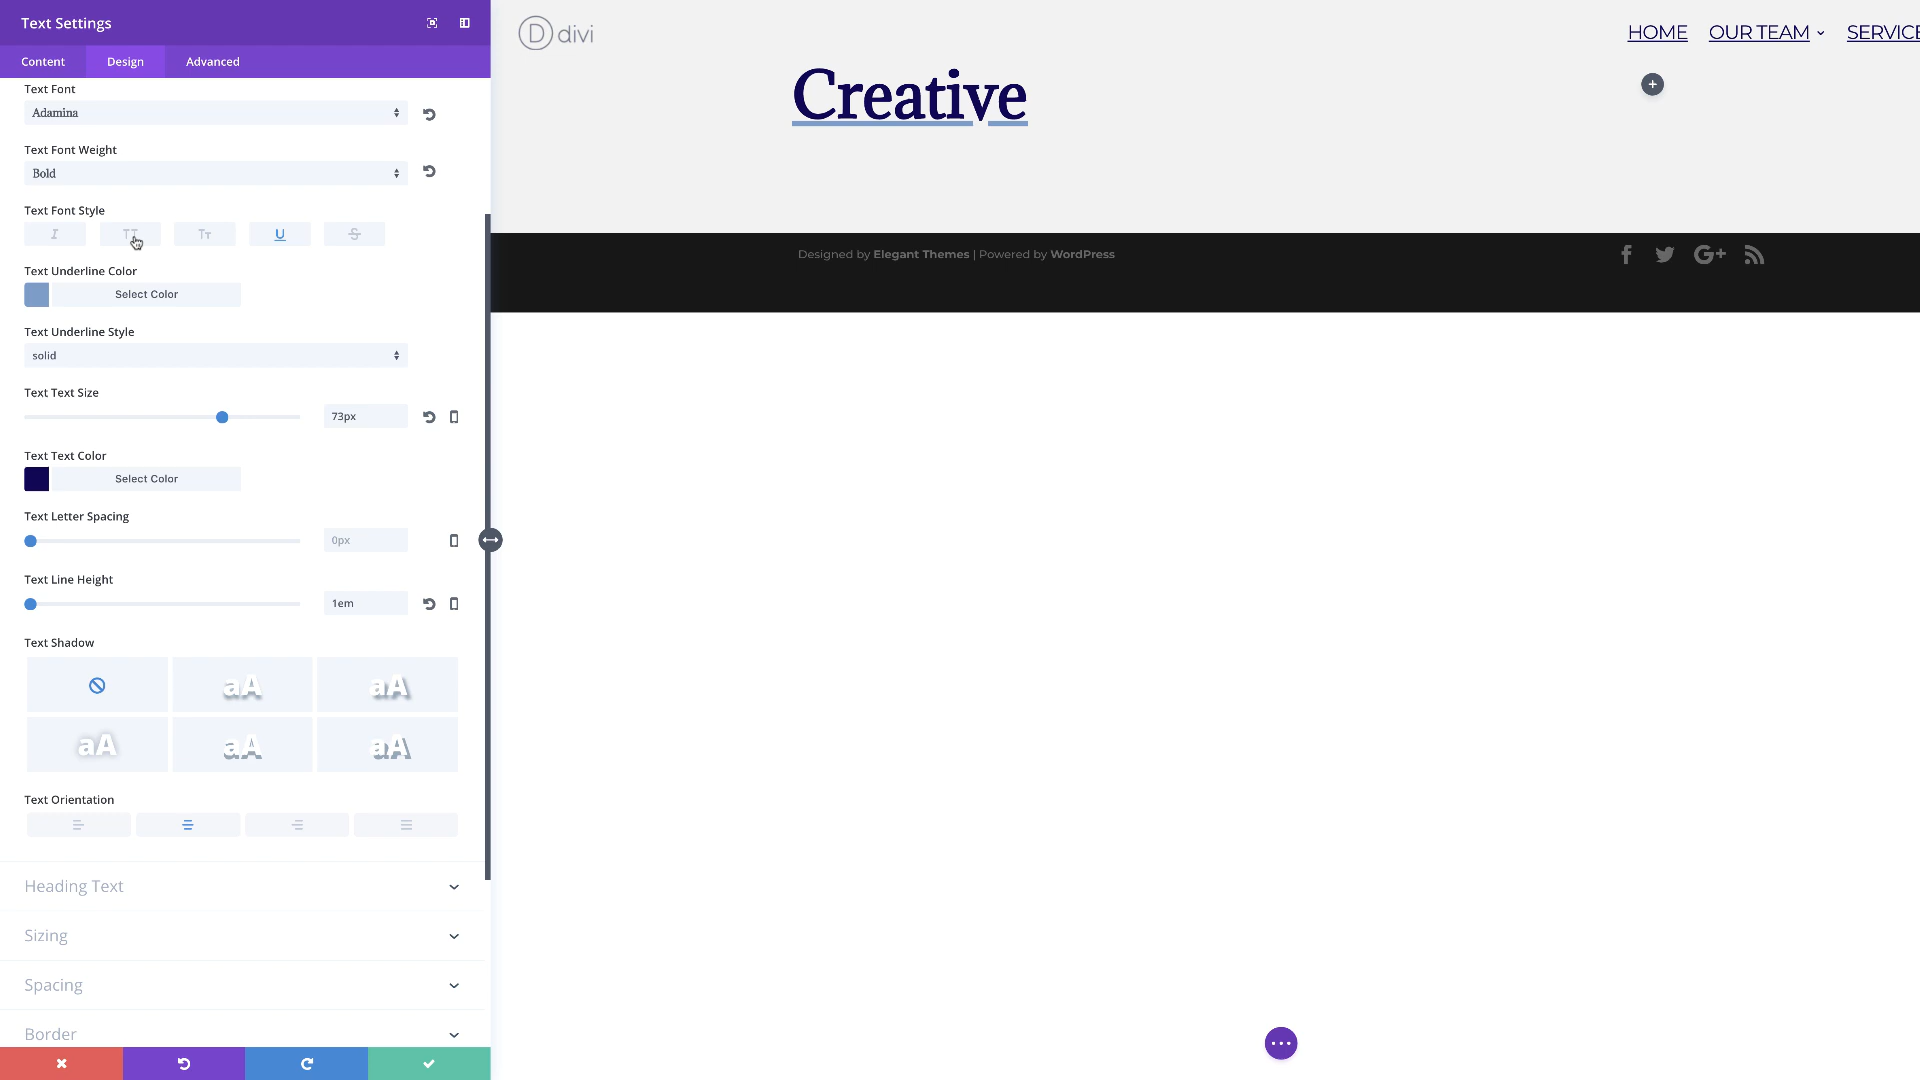 Text Settings
Content
Design
Advanced
Text Font
Adamina
Text Font Weight
Bold
Text Font Style
I
TT
Tт
U
S
Text Underline Color
Select Color
Text Underline Style
solid
Text Text Size
73px
Text Text Color
Select Color
Text Letter Spacing
0px
Text Line Height
1em
Text Shadow
aA
aA
aA
aA
aA
Text Orientation
Heading Text
Sizing
Spacing
Border
D divi
HOME
OUR TEAM
SERVICE
Creative
Designed by Elegant Themes | Powered by WordPress
G+